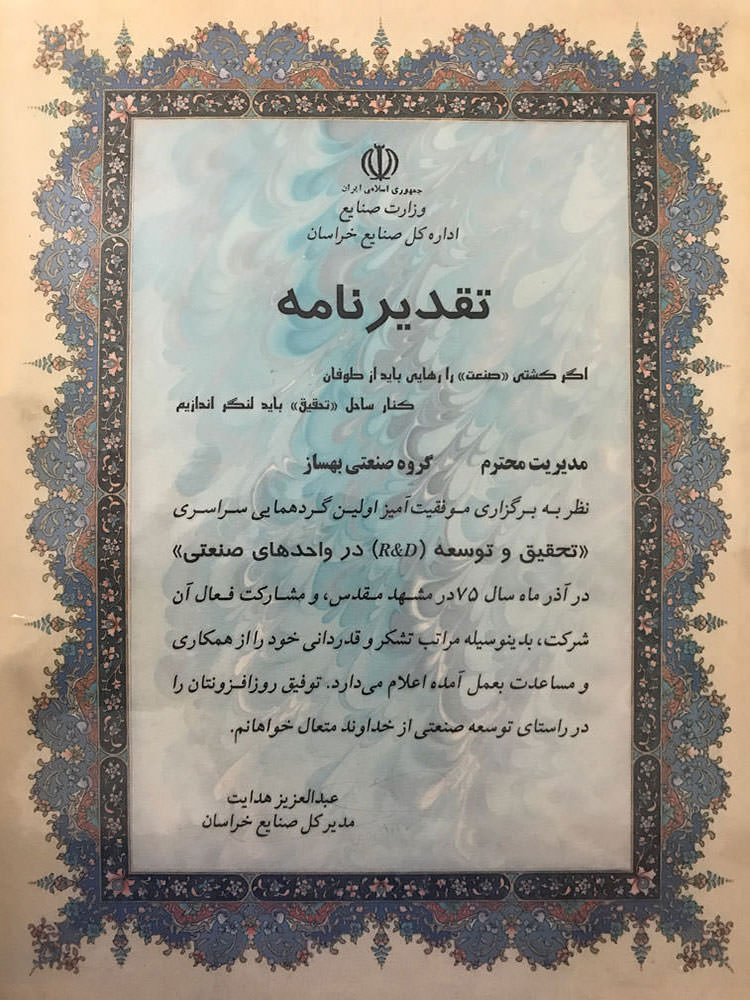 جمهوری اسلامی ایران
وزارت صنایع
اداره کل صنایع خراسان
تقدیرنامه
اگر کشتی «صنعت» را رهایی باید از طوفان
کنار ساحل «تحقیق» باید لنگر اندازیم
مدیریت محترم گروه صنعتی بهساز
نظر به برگزاری موفقیت‌آمیز اولین گردهمایی سراسری
«تحقیق و توسعه (R&D) در واحدهای صنعتی»
در آذر ماه سال ۷۵ در مشهد مقدس، و مشارکت فعال آن
شرکت، بدینوسیله مراتب تشکر و قدردانی خود را از همکاری
و مساعدت بعمل آمده اعلام می‌دارد. توفیق روزافزونتان را
در راستای توسعه صنعتی از خداوند متعال خواهانم.
عبدالعزیز هدایت
مدیر کل صنایع خراسان